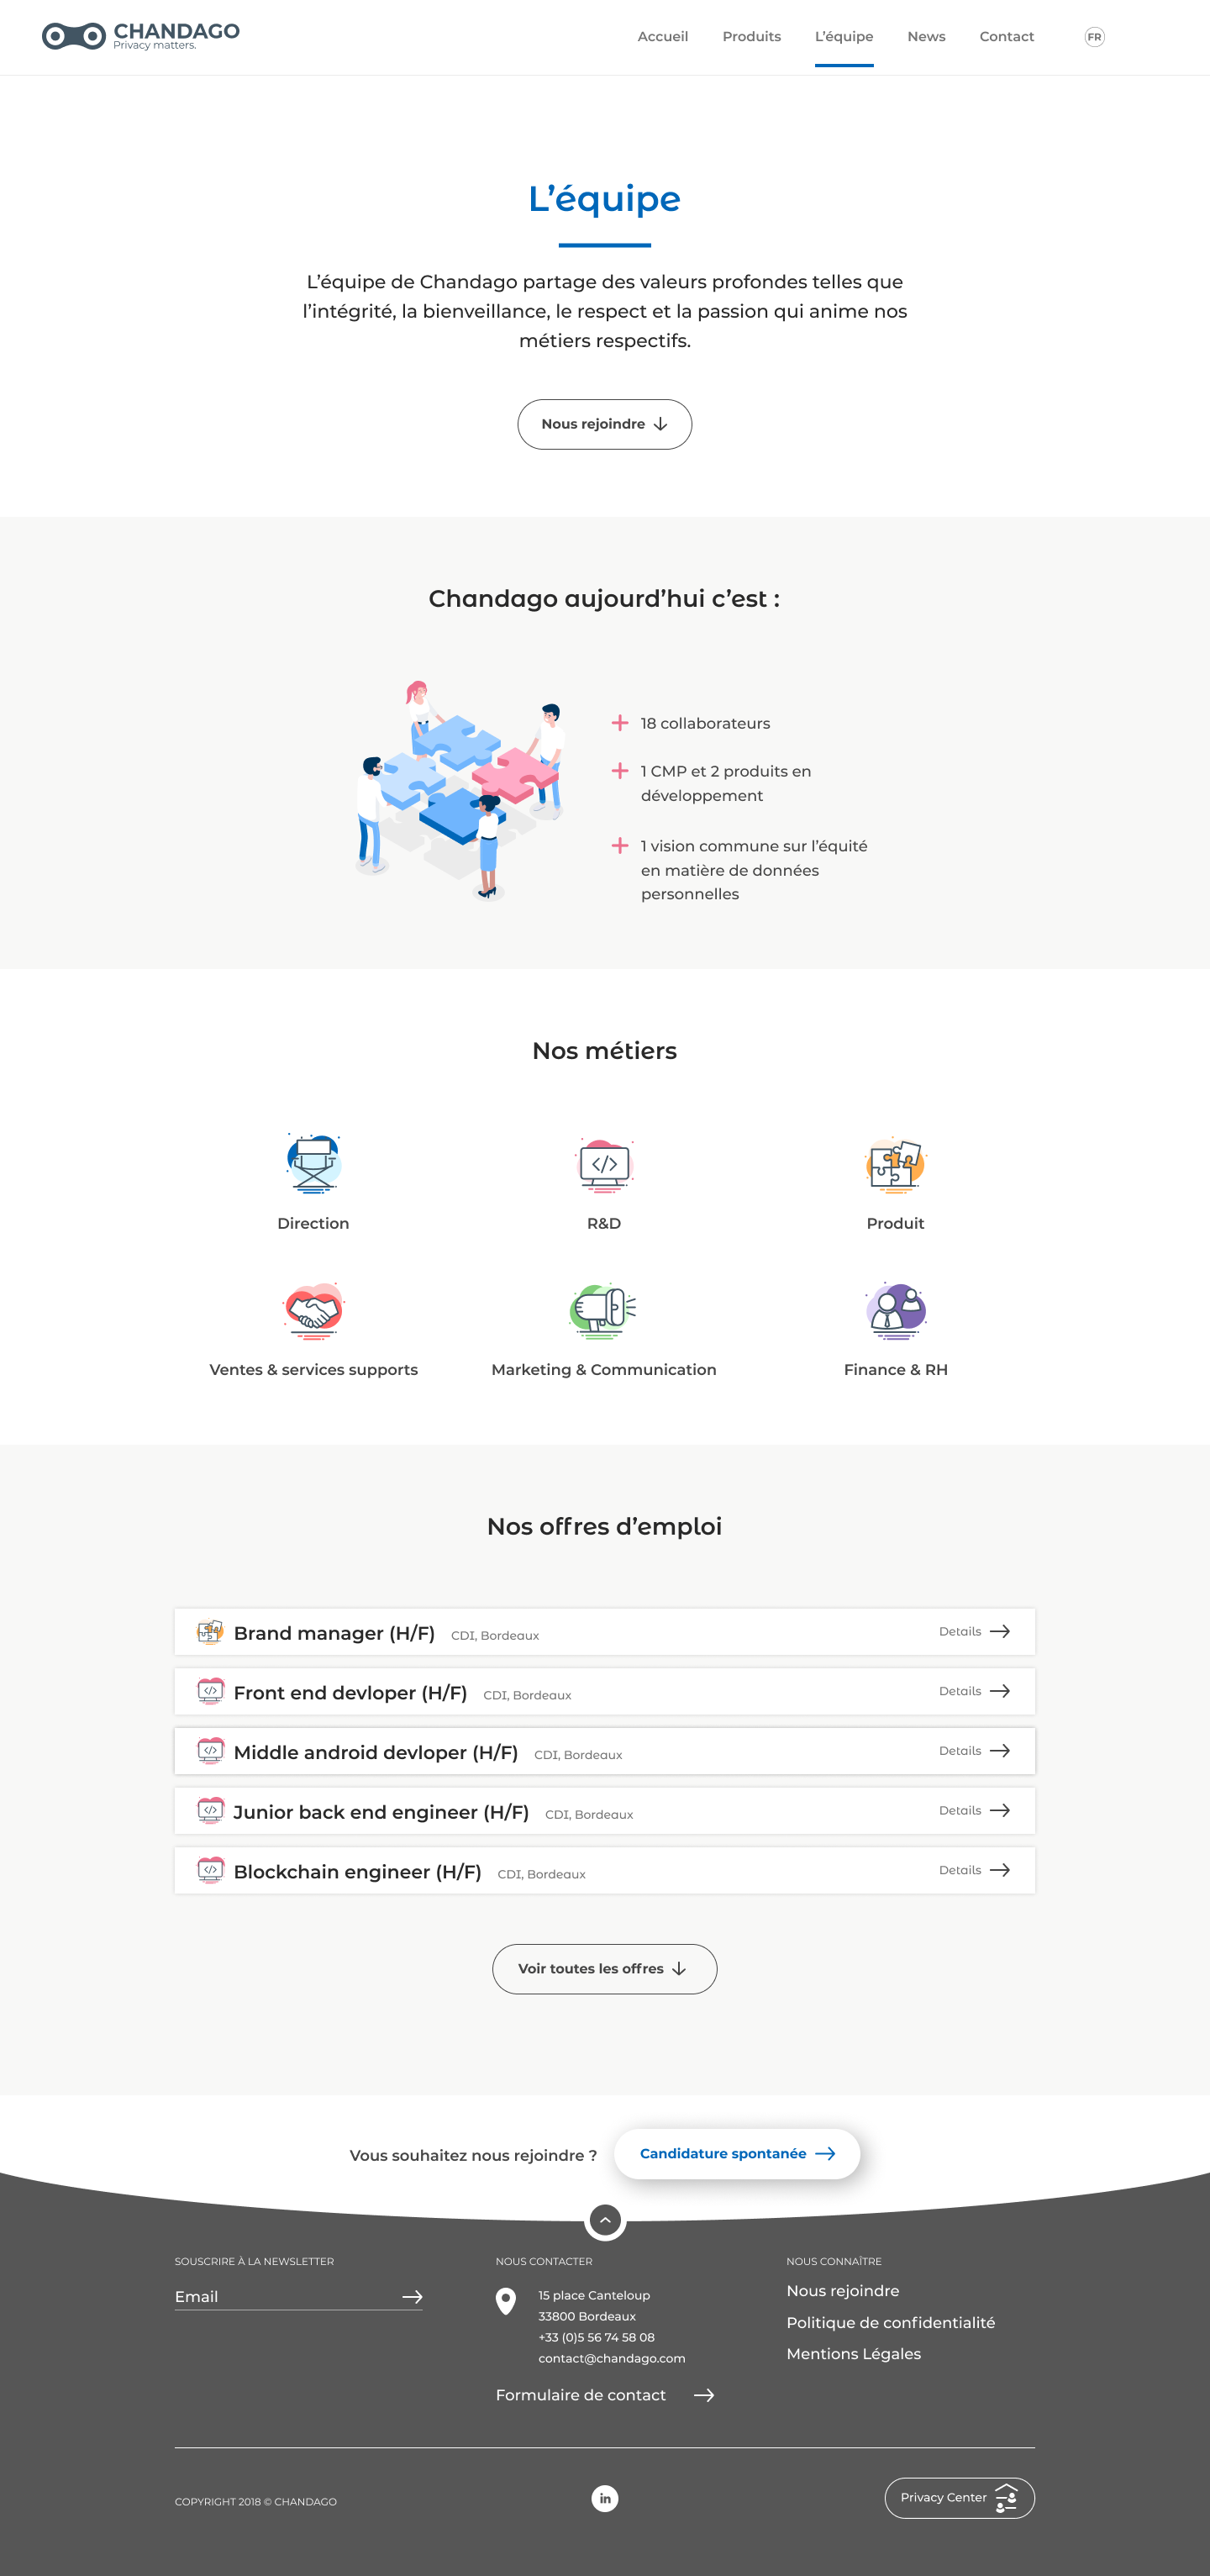 CHANDAGO
Privacy matters.
Accueil
Produits
L’équipe
News
Contact
FR
L’équipe
L’équipe de Chandago partage des valeurs profondes telles que
l’intégrité, la bienveillance, le respect et la passion qui anime nos
métiers respectifs.
Nous rejoindre
Chandago aujourd’hui c’est :
18 collaborateurs
1 CMP et 2 produits en
développement
1 vision commune sur l’équité
en matière de données
personnelles
Nos métiers
Direction
R&D
Produit
Ventes & services supports
Marketing & Communication
Finance & RH
Nos offres d’emploi
Brand manager (H/F) CDI, Bordeaux Details
Front end devloper (H/F) CDI, Bordeaux Details
Middle android devloper (H/F) CDI, Bordeaux Details
Junior back end engineer (H/F) CDI, Bordeaux Details
Blockchain engineer (H/F) CDI, Bordeaux Details
Voir toutes les offres
Vous souhaitez nous rejoindre ?
Candidature spontanée
SOUSCRIRE À LA NEWSLETTER
Email
NOUS CONTACTER
15 place Canteloup
33800 Bordeaux
+33 (0)5 56 74 58 08
contact@chandago.com
Formulaire de contact
NOUS CONNAÎTRE
Nous rejoindre
Politique de confidentialité
Mentions Légales
COPYRIGHT 2018 © CHANDAGO
in
Privacy Center